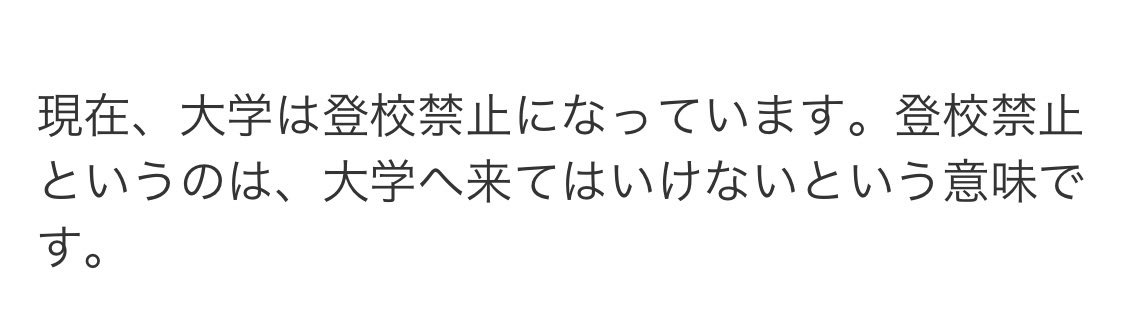 現在、大学は登校禁止になっています。登校禁止
というのは、大学へ来てはいけないという意味で
す。